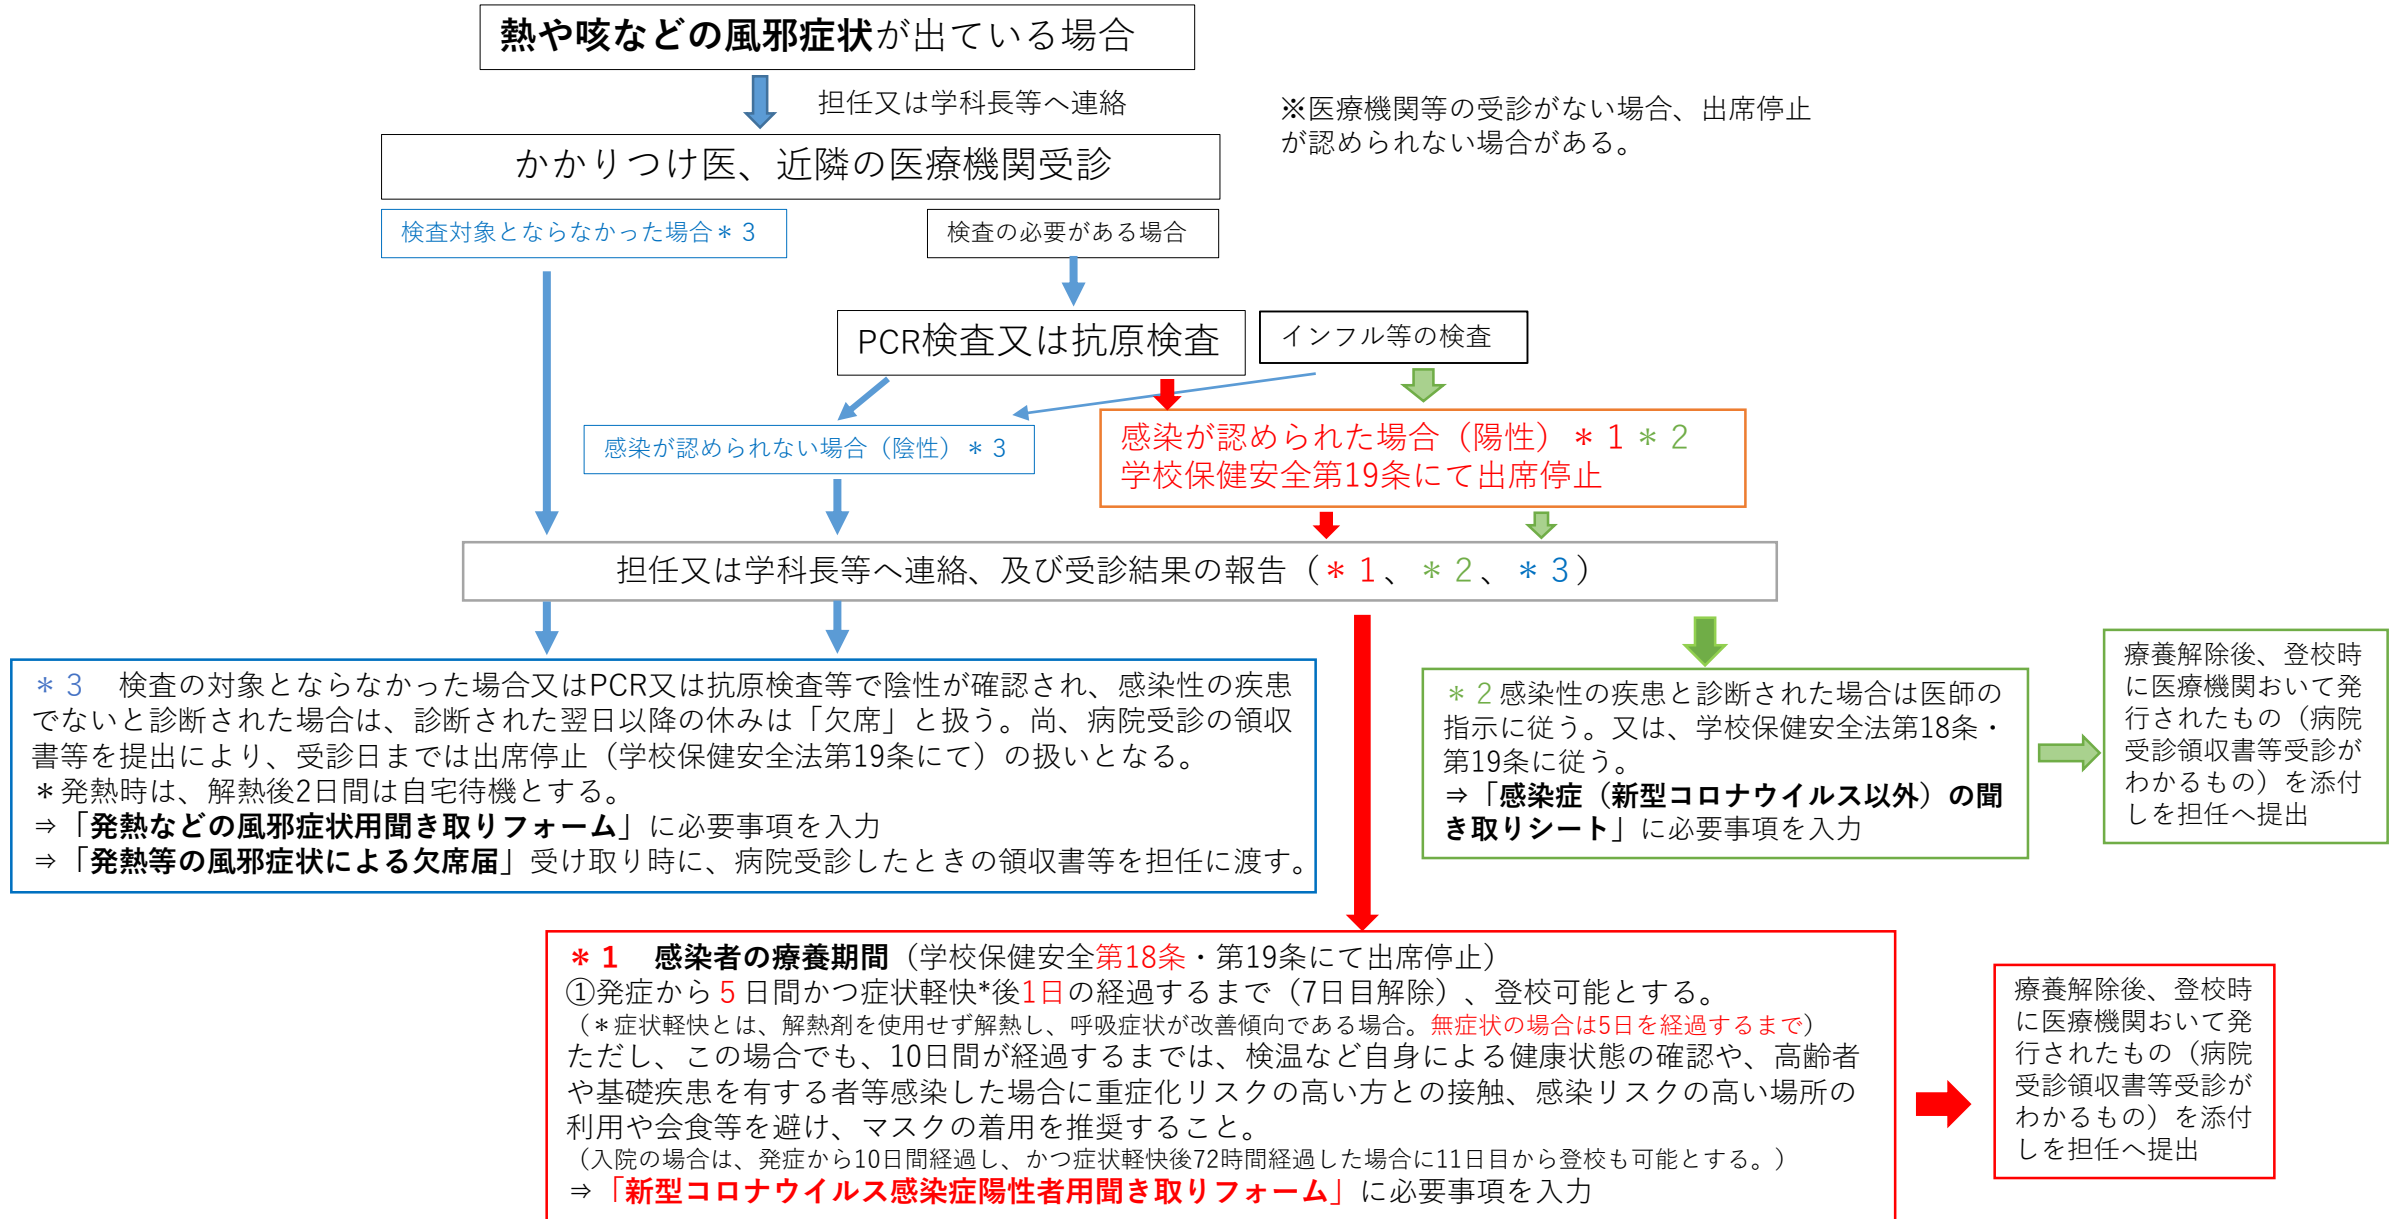 熱や咳などの風邪症状が出ている場合
担任又は学科長等へ連絡
※医療機関等の受診がない場合、出席停止
が認められない場合がある。
かかりつけ医、近隣の医療機関受診
検査対象とならなかった場合＊３
検査の必要がある場合
PCR検査又は抗原検査
インフル等の検査
感染が認められない場合（陰性）＊３
感染が認められた場合（陽性）＊１＊２
学校保健安全第19条にて出席停止
担任又は学科長等へ連絡、及び受診結果の報告（＊１、＊２、＊３）
＊３　検査の対象とならなかった場合又はPCR又は抗原検査等で陰性が確認され、感染性の疾患
でないと診断された場合は、診断された翌日以降の休みは「欠席」と扱う。尚、病院受診の領収
書等を提出により、受診日までは出席停止（学校保健安全法第19条にて）の扱いとなる。
＊発熱時は、解熱後2日間は自宅待機とする。
⇒「発熱などの風邪症状用聞き取りフォーム」に必要事項を入力
⇒「発熱等の風邪症状による欠席届」受け取り時に、病院受診したときの領収書等を担任に渡す。
＊２感染性の疾患と診断された場合は医師の
指示に従う。又は、学校保健安全法第18条・
第19条に従う。
⇒「感染症（新型コロナウイルス以外）の聞
き取りシート」に必要事項を入力
療養解除後、登校時
に医療機関おいて発
行されたもの（病院
受診領収書等受診が
わかるもの）を添付
しを担任へ提出
＊１　感染者の療養期間（学校保健安全第18条・第19条にて出席停止）
①発症から５日間かつ症状軽快*後1日の経過するまで（7日目解除）、登校可能とする。
（＊症状軽快とは、解熱剤を使用せず解熱し、呼吸症状が改善傾向である場合。無症状の場合は5日を経過するまで）
ただし、この場合でも、10日間が経過するまでは、検温など自身による健康状態の確認や、高齢者
や基礎疾患を有する者等感染した場合に重症化リスクの高い方との接触、感染リスクの高い場所の
利用や会食等を避け、マスクの着用を推奨すること。
（入院の場合は、発症から10日間経過し、かつ症状軽快後72時間経過した場合に11日目から登校も可能とする。）
⇒「新型コロナウイルス感染症陽性者用聞き取りフォーム」に必要事項を入力
療養解除後、登校時
に医療機関おいて発
行されたもの（病院
受診領収書等受診が
わかるもの）を添付
しを担任へ提出